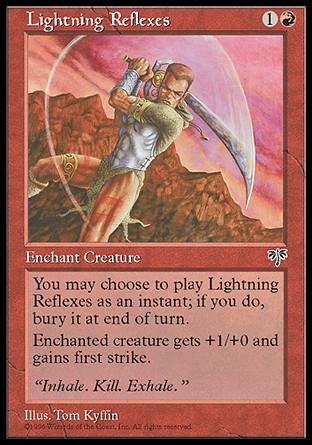 Lightning Reflexes 1
Enchant Creature
You may choose to play Lightning
Reflexes as an instant; if you do,
bury it at end of turn.
Enchanted creature gets +1/+0 and
gains first strike.
“Inhale. Kill. Exhale.”
Illus. Tom Kyffin
©1996 Wizards of the Coast, Inc. All rights reserved.